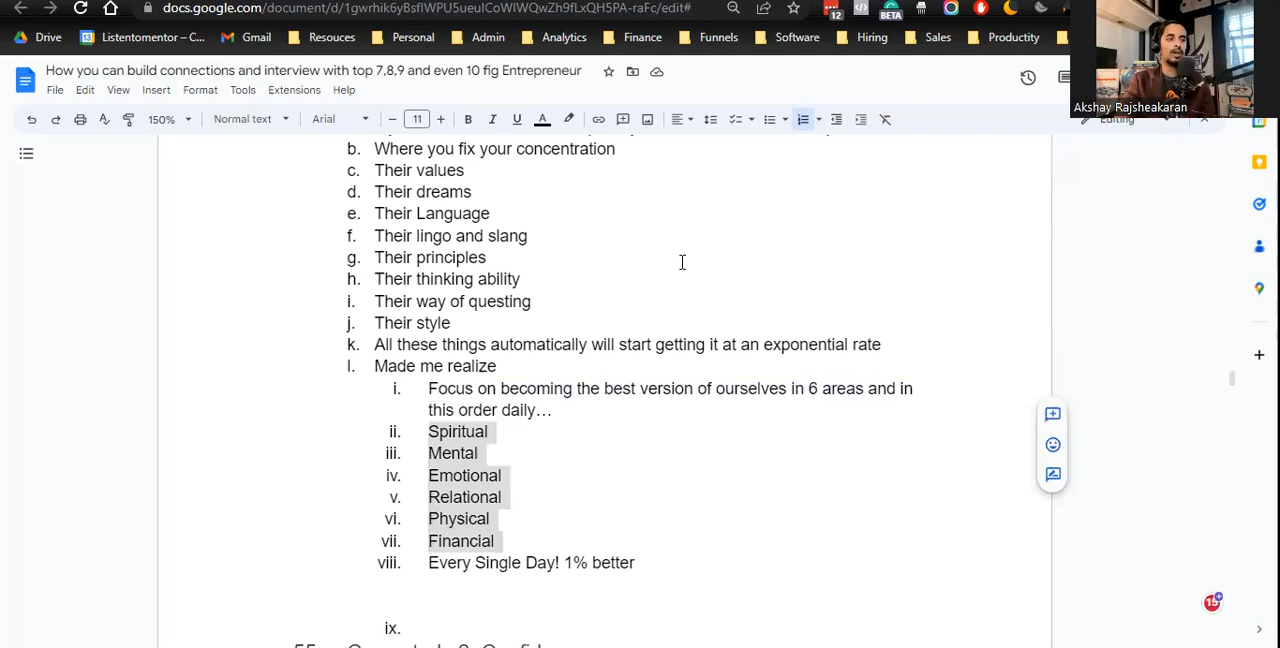 docs.google.com/document/d/1gwrhik6yBsflWPU5ueuICoWIWQwZh9fLxQH5PA-raFc/edit#
12
BETA
Drive
Listentomentor – C...
Gmail
Resouces
Personal
Admin
Analytics
Finance
Funnels
Software
Hiring
Sales
Productity
Akshay Rajsheakaran
How you can build connections and interview with top 7,8,9 and even 10 fig Entrepreneur
File Edit View Insert Format Tools Extensions Help
150% Normal text Arial 11 B I U A
Editing
b. Where you fix your concentration
c. Their values
d. Their dreams
e. Their Language
f. Their lingo and slang
g. Their principles
h. Their thinking ability
i. Their way of questing
j. Their style
k. All these things automatically will start getting it at an exponential rate
l. Made me realize
i. Focus on becoming the best version of ourselves in 6 areas and in
this order daily…
ii. Spiritual
iii. Mental
iv. Emotional
v. Relational
vi. Physical
vii. Financial
viii. Every Single Day! 1% better
15
ix.